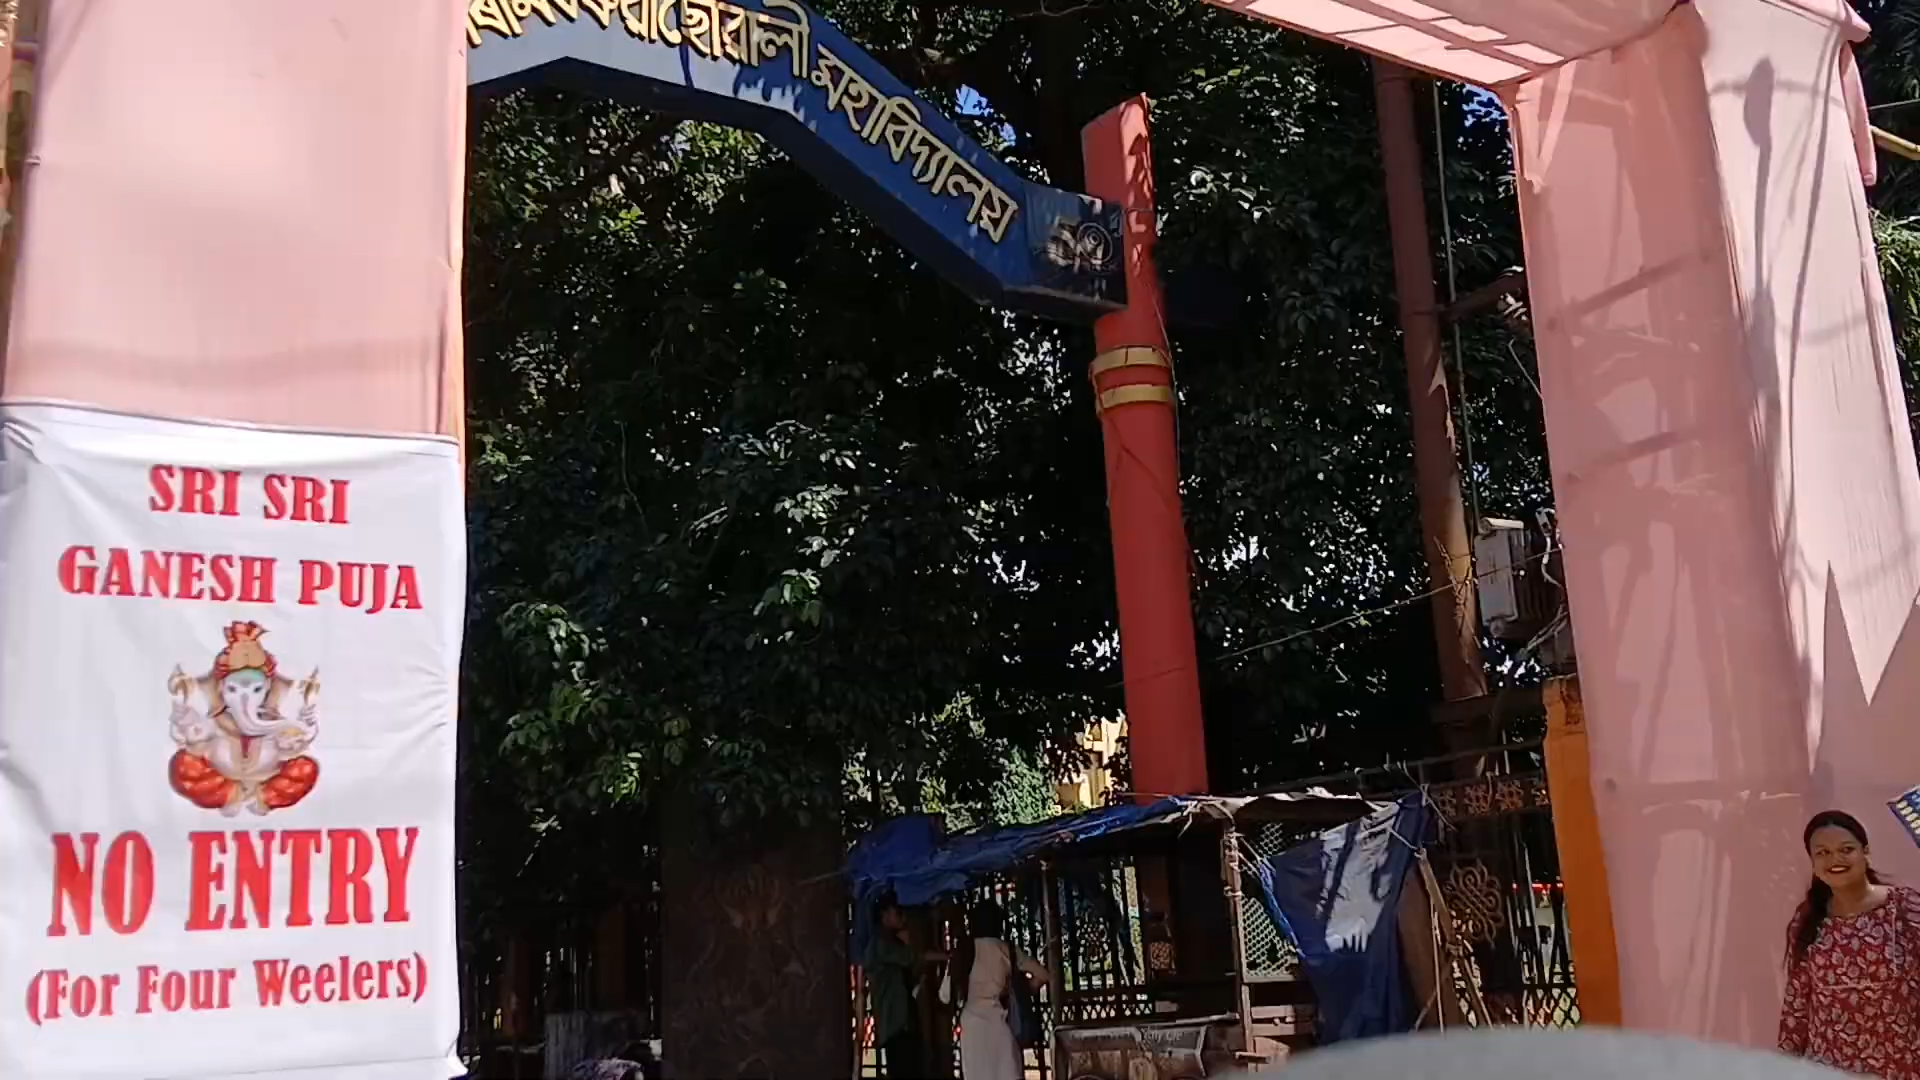 ছোৱালী মহাবিদ্যালয়
SRI SRI
GANESH PUJA
NO ENTRY
(For Four Weelers)